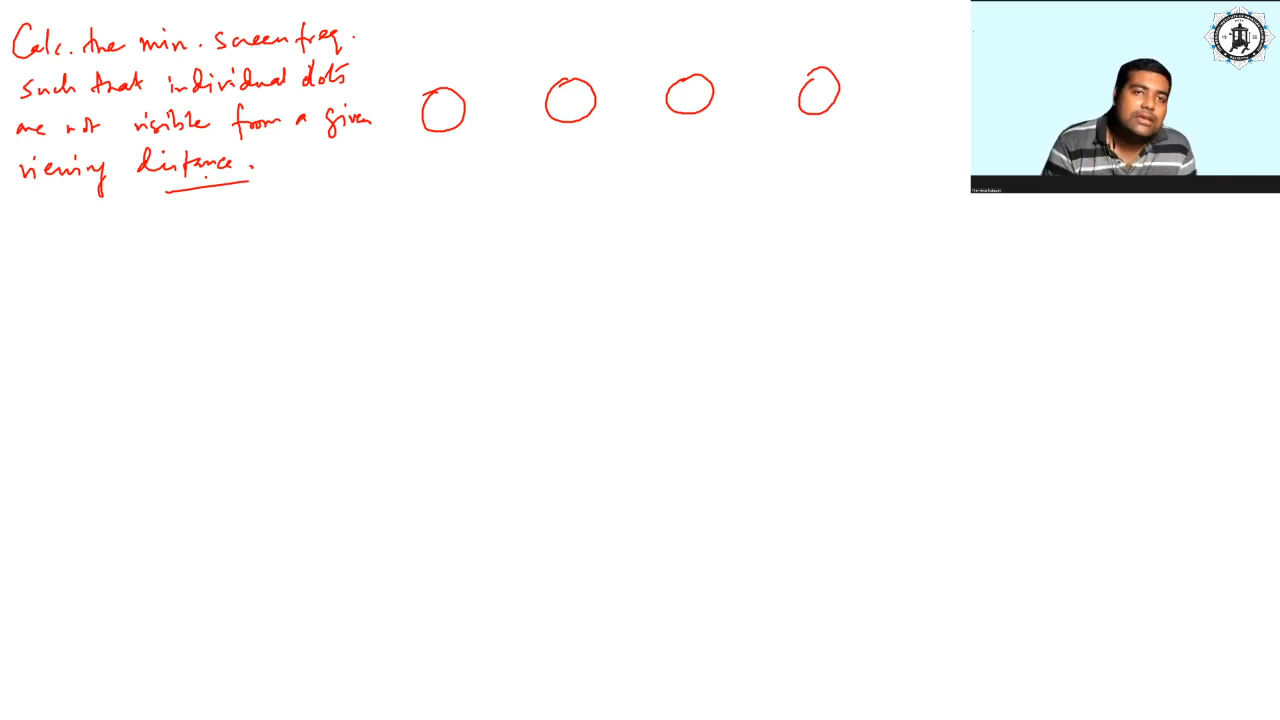 Calc. the min. screen freq.
such that individual dots
are not visible from a given
viewing distance.